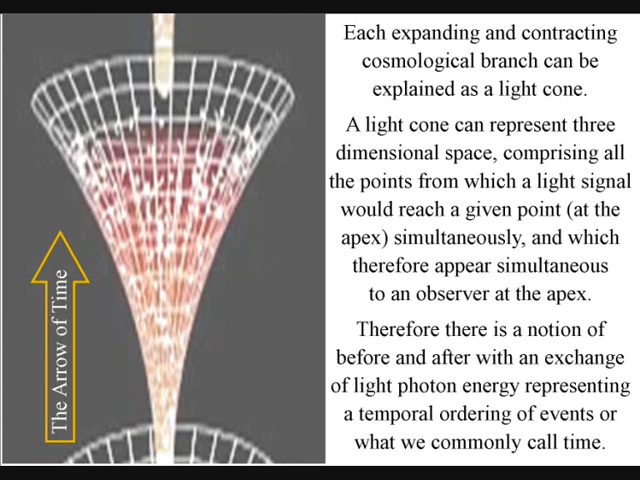 Each expanding and contracting
cosmological branch can be
explained as a light cone.
A light cone can represent three
dimensional space, comprising all
the points from which a light signal
would reach a given point (at the
apex) simultaneously, and which
therefore appear simultaneous
to an observer at the apex.
Therefore there is a notion of
before and after with an exchange
of light photon energy representing
a temporal ordering of events or
what we commonly call time.
The Arrow of Time